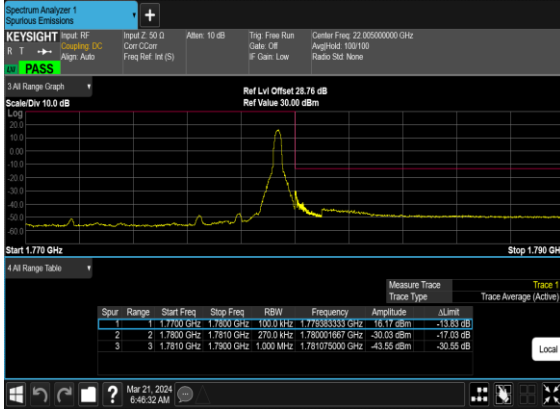 Spectrum Analyzer 1
Spurious Emissions
+
KEYSIGHT Input: RF Input Z: 50 Ω Atten: 10 dB Trig: Free Run Center Freq: 22.005000000 GHz
R T Coupling: DC Corr CCorr Gate: Off Avg|Hold: 100/100
Align: Auto Freq Ref: Int (S) IF Gain: Low Radio Std: None
PASS
3 All Range Graph
Ref Lvl Offset 28.76 dB
Scale/Div 10.0 dB Ref Value 30.00 dBm
Log
20.0
10.0
0.00
-10.0
-20.0
-30.0
-40.0
-50.0
-60.0
Start 1.770 GHz Stop 1.790 GH
4 All Range Table
Measure Trace Trace 1
Trace Type Trace Average (Active)
Spur Range Start Freq Stop Freq RBW Frequency Amplitude ΔLimit
1 1 1.7700 GHz 1.7800 GHz 100.0 kHz 1.779383333 GHz 16.17 dBm -13.83 dB
2 2 1.7800 GHz 1.7810 GHz 270.0 kHz 1.780001667 GHz -30.03 dBm -17.03 dB
3 3 1.7810 GHz 1.7900 GHz 1.000 MHz 1.781075000 GHz -43.55 dBm -30.55 dB
Local
? Mar 21, 2024
6:46:32 AM